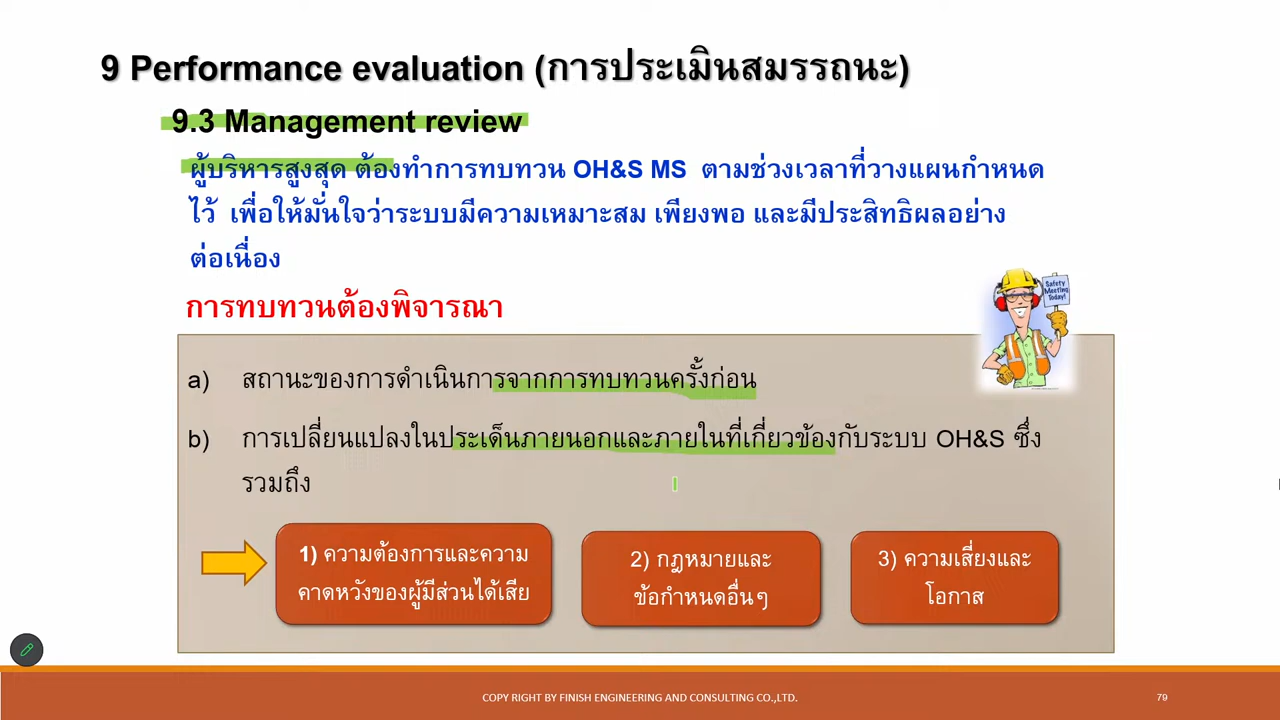 9 Performance evaluation (การประเมินสมรรถนะ)
9.3 Management review
ผู้บริหารสูงสุด ต้องทำการทบทวน OH&S MS ตามช่วงเวลาที่วางแผนกำหนด
ไว้ เพื่อให้มั่นใจว่าระบบมีความเหมาะสม เพียงพอ และมีประสิทธิผลอย่าง
ต่อเนื่อง
การทบทวนต้องพิจารณา
Safety
Meeting
Today!
a) สถานะของการดำเนินการจากการทบทวนครั้งก่อน
b) การเปลี่ยนแปลงในประเด็นภายนอกและภายในที่เกี่ยวข้องกับระบบ OH&S ซึ่ง
รวมถึง
1) ความต้องการและความ
คาดหวังของผู้มีส่วนได้เสีย
2) กฎหมายและ
ข้อกำหนดอื่นๆ
3) ความเสี่ยงและ
โอกาส
COPY RIGHT BY FINISH ENGINEERING AND CONSULTING CO.,LTD.
79